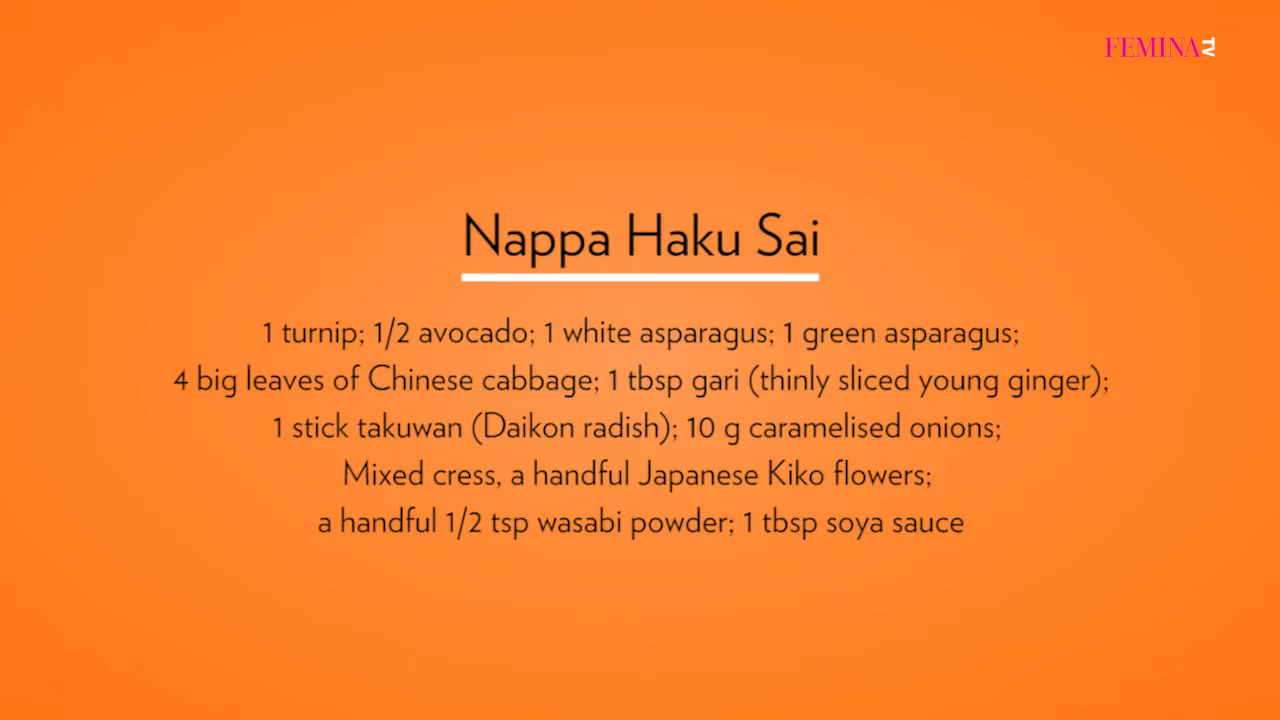 FEMINA TV
Nappa Haku Sai
1 turnip; 1/2 avocado; 1 white asparagus; 1 green asparagus;
4 big leaves of Chinese cabbage; 1 tbsp gari (thinly sliced young ginger);
1 stick takuwan (Daikon radish); 10 g caramelised onions;
Mixed cress, a handful Japanese Kiko flowers;
a handful 1/2 tsp wasabi powder; 1 tbsp soya sauce